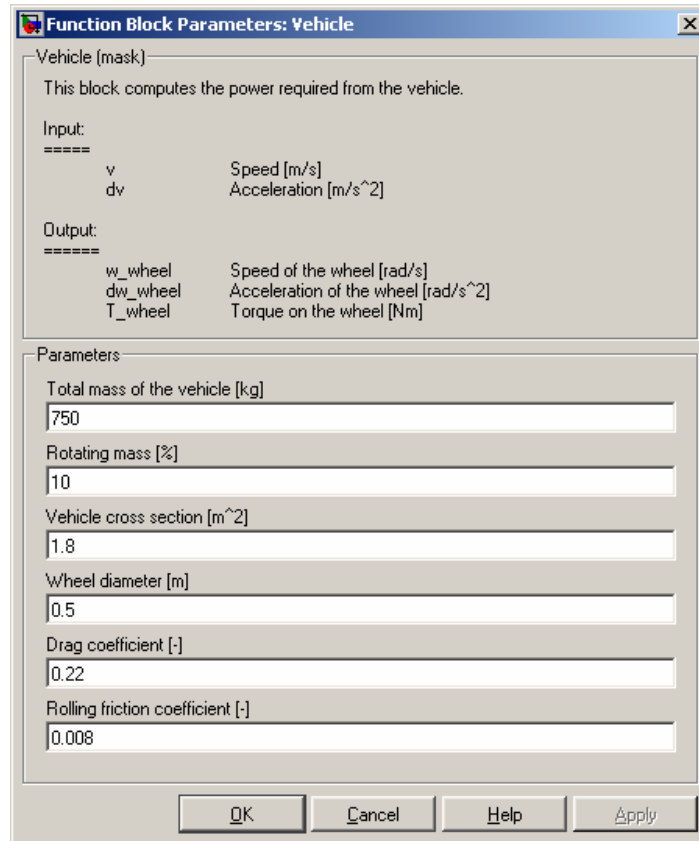 Function Block Parameters: Vehicle
Vehicle (mask)
This block computes the power required from the vehicle.
Input:
=====
v Speed [m/s]
dv Acceleration [m/s^2]
Output:
======
w_wheel Speed of the wheel [rad/s]
dw_wheel Acceleration of the wheel [rad/s^2]
T_wheel Torque on the wheel [Nm]
Parameters
Total mass of the vehicle [kg]
750
Rotating mass [%]
10
Vehicle cross section [m^2]
1.8
Wheel diameter [m]
0.5
Drag coefficient [-]
0.22
Rolling friction coefficient [-]
0.008
OK Cancel Help Apply